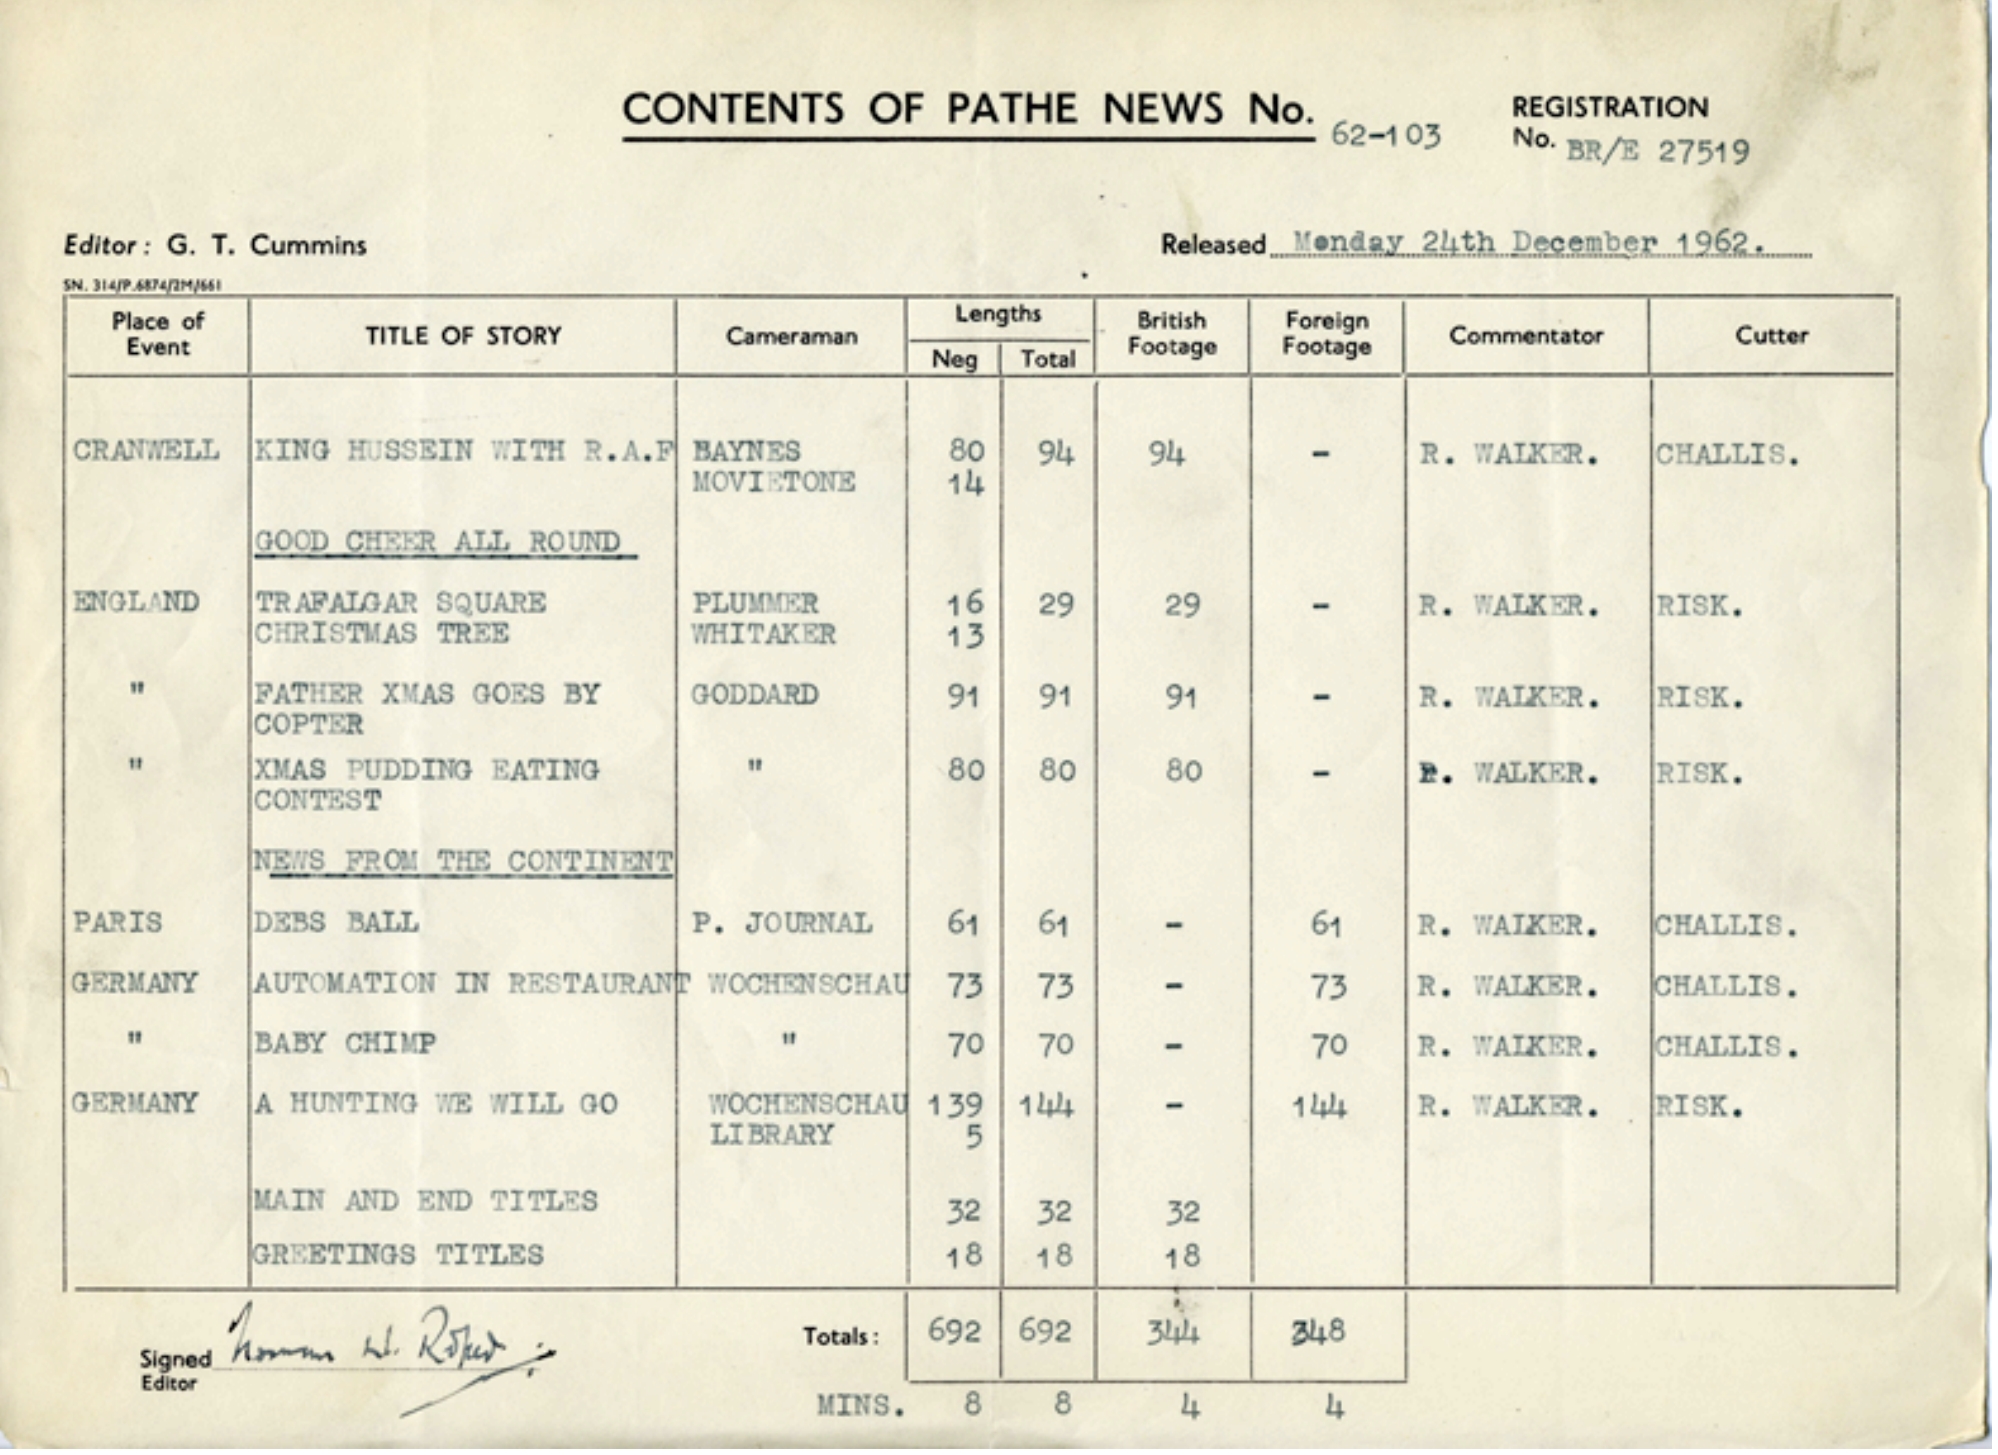 CONTENTS OF PATHE NEWS No. 62-103
REGISTRATION
No. BR/E 27519
Editor: G. T. Cummins
Released Monday 24th December 1962.
SN. 314/P.6874/2M/661
Place of Event TITLE OF STORY Cameraman Lengths Neg Total British Footage Foreign Footage Commentator Cutter
CRANWELL KING HUSSEIN WITH R.A.F BAYNES 80 94 94 - R. WALKER. CHALLIS.
MOVIETONE 14
GOOD CHEER ALL ROUND
ENGLAND TRAFALGAR SQUARE PLUMMER 16 29 29 - R. WALKER. RISK.
CHRISTMAS TREE WHITAKER 13
" FATHER XMAS GOES BY GODDARD 91 91 91 - R. WALKER. RISK.
COPTER
" XMAS PUDDING EATING " 80 80 80 - R. WALKER. RISK.
CONTEST
NEWS FROM THE CONTINENT
PARIS DEBS BALL P. JOURNAL 61 61 - 61 R. WALKER. CHALLIS.
GERMANY AUTOMATION IN RESTAURANT WOCHENSCHAU 73 73 - 73 R. WALKER. CHALLIS.
" BABY CHIMP " 70 70 - 70 R. WALKER. CHALLIS.
GERMANY A HUNTING WE WILL GO WOCHENSCHAU 139 144 - 144 R. WALKER. RISK.
LIBRARY 5
MAIN AND END TITLES 32 32 32
GREETINGS TITLES 18 18 18
Totals: 692 692 344 348
Signed Norman W.
Editor
MINS. 8 8 4 4